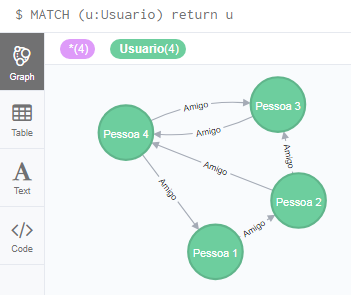 $ MATCH (u:Usuario) return u
*(4) Usuario(4)
Graph
Table
Text
Code
Amigo
Pessoa 3
Amigo
Pessoa 4
Amigo
Amigo
Amigo
Pessoa 2
Amigo
Pessoa 1